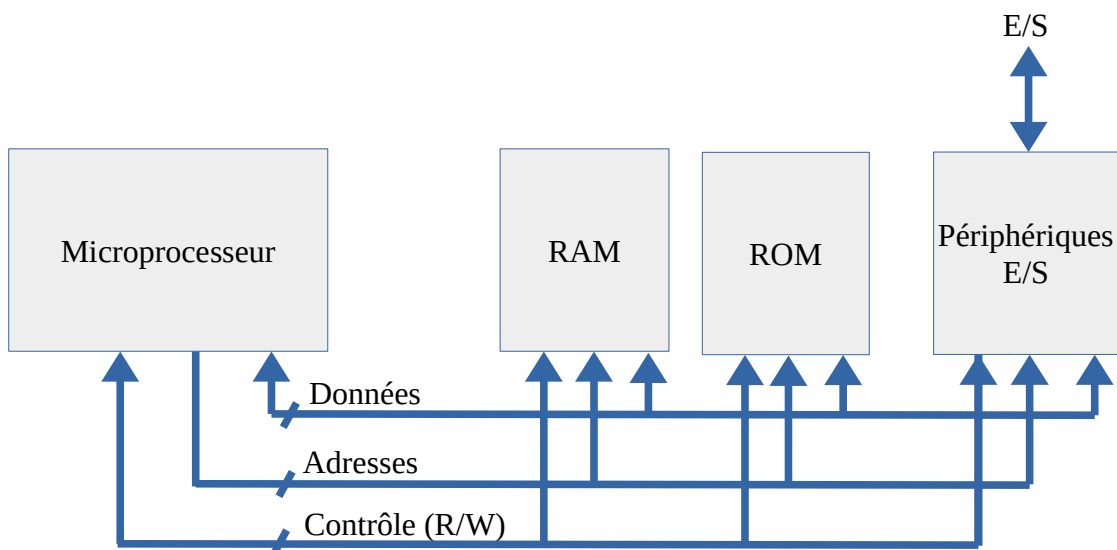 E/S
Microprocesseur
RAM
ROM
Périphériques
E/S
Données
Adresses
Contrôle (R/W)